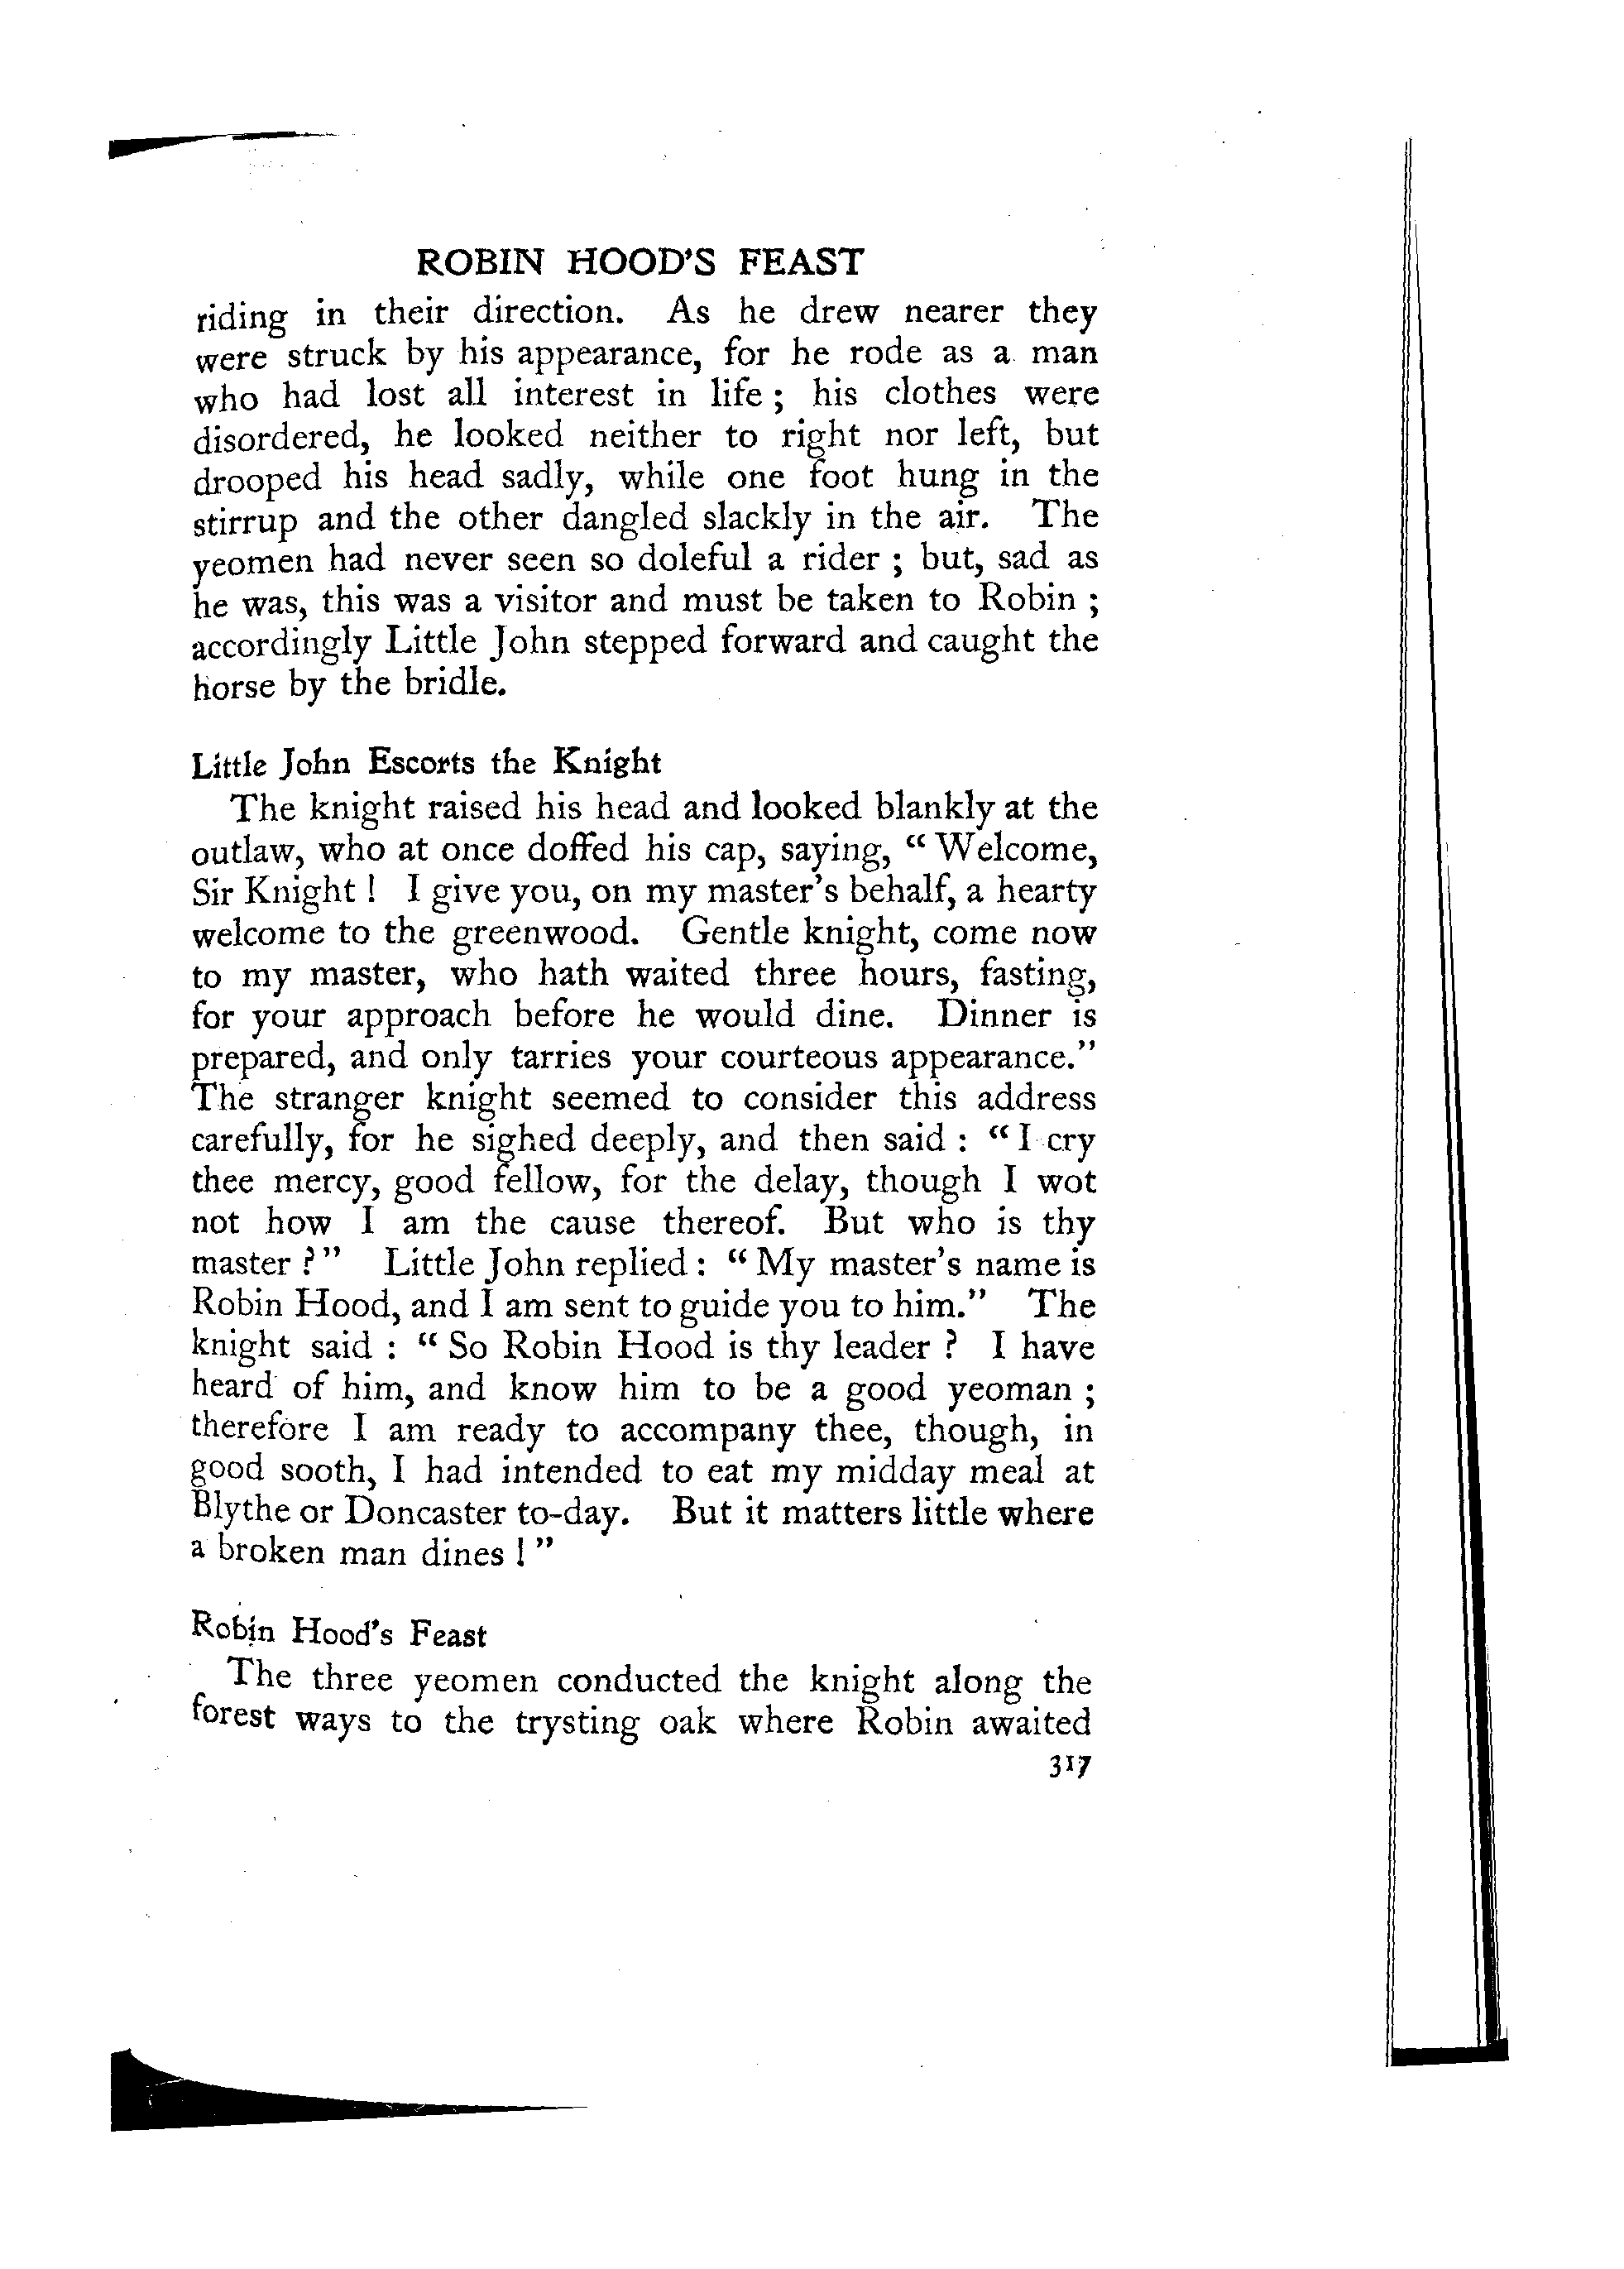 ROBIN HOOD'S FEAST
riding in their direction. As he drew nearer they
were struck by his appearance, for he rode as a man
who had lost all interest in life ; his clothes were
disordered, he looked neither to right nor left, but
drooped his head sadly, while one foot hung in the
stirrup and the other dangled slackly in the air. The
yeomen had never seen so doleful a rider ; but, sad as
he was, this was a visitor and must be taken to Robin ;
accordingly Little John stepped forward and caught the
horse by the bridle.
Little John Escorts the Knight
The knight raised his head and looked blankly at the
outlaw, who at once doffed his cap, saying, “ Welcome,
Sir Knight ! I give you, on my master's behalf, a hearty
welcome to the greenwood. Gentle knight, come now
to my master, who hath waited three hours, fasting,
for your approach before he would dine. Dinner is
prepared, and only tarries your courteous appearance.”
The stranger knight seemed to consider this address
carefully, for he sighed deeply, and then said : “ I cry
thee mercy, good fellow, for the delay, though I wot
not how I am the cause thereof. But who is thy
master ? ” Little John replied : “ My master's name is
Robin Hood, and I am sent to guide you to him.” The
knight said : “ So Robin Hood is thy leader ? I have
heard of him, and know him to be a good yeoman ;
therefore I am ready to accompany thee, though, in
good sooth, I had intended to eat my midday meal at
Blythe or Doncaster to-day. But it matters little where
a broken man dines ! ”
Robin Hood's Feast
The three yeomen conducted the knight along the
forest ways to the trysting oak where Robin awaited
317